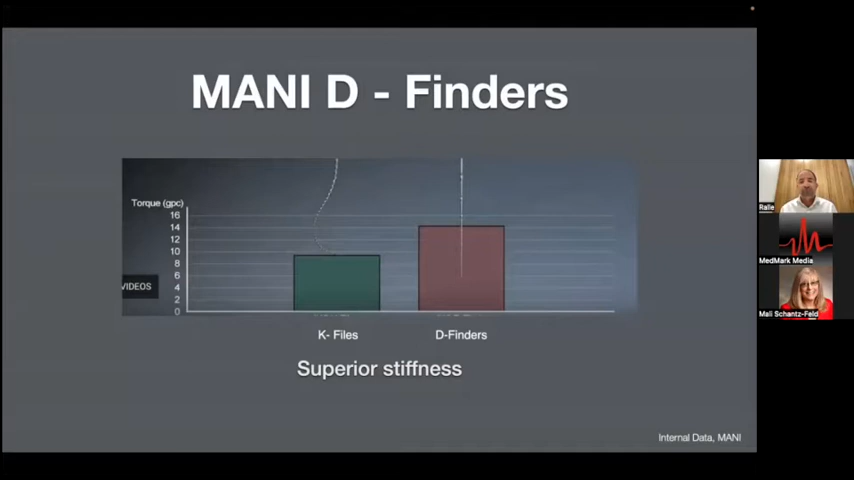 MANI D - Finders
Torque (gpc)
16
14
12
10
8
6
4
2
0
VIDEOS
K- Files
D-Finders
Superior stiffness
Internal Data, MANI
MedMark Media
Mali Schantz-Feld